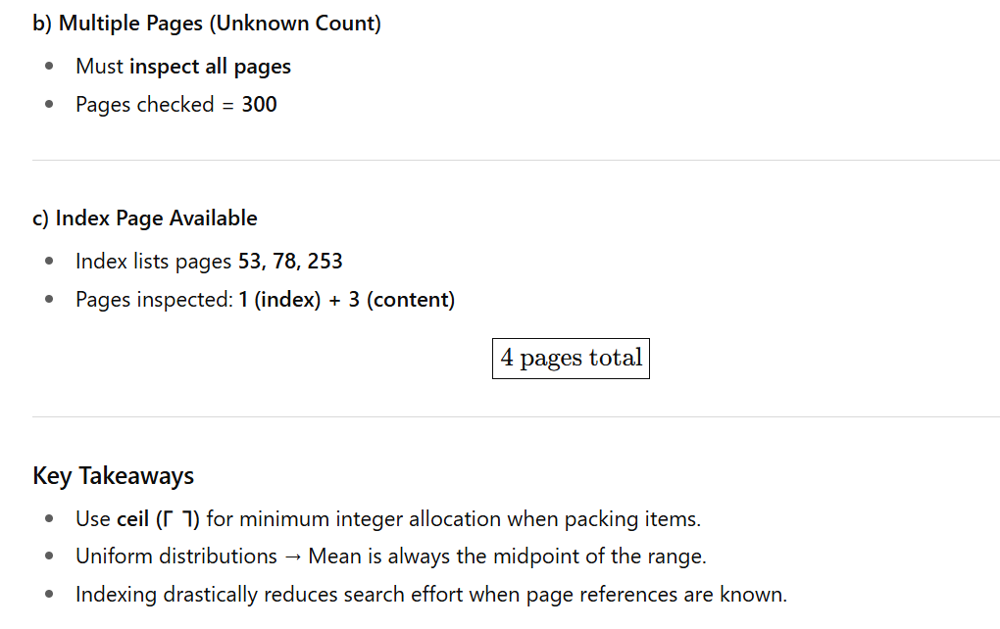 b) Multiple Pages (Unknown Count)
• Must inspect all pages
• Pages checked = 300
c) Index Page Available
• Index lists pages 53, 78, 253
• Pages inspected: 1 (index) + 3 (content)
4 pages total
Key Takeaways
• Use ceil (⌈ ⌉) for minimum integer allocation when packing items.
• Uniform distributions → Mean is always the midpoint of the range.
• Indexing drastically reduces search effort when page references are known.